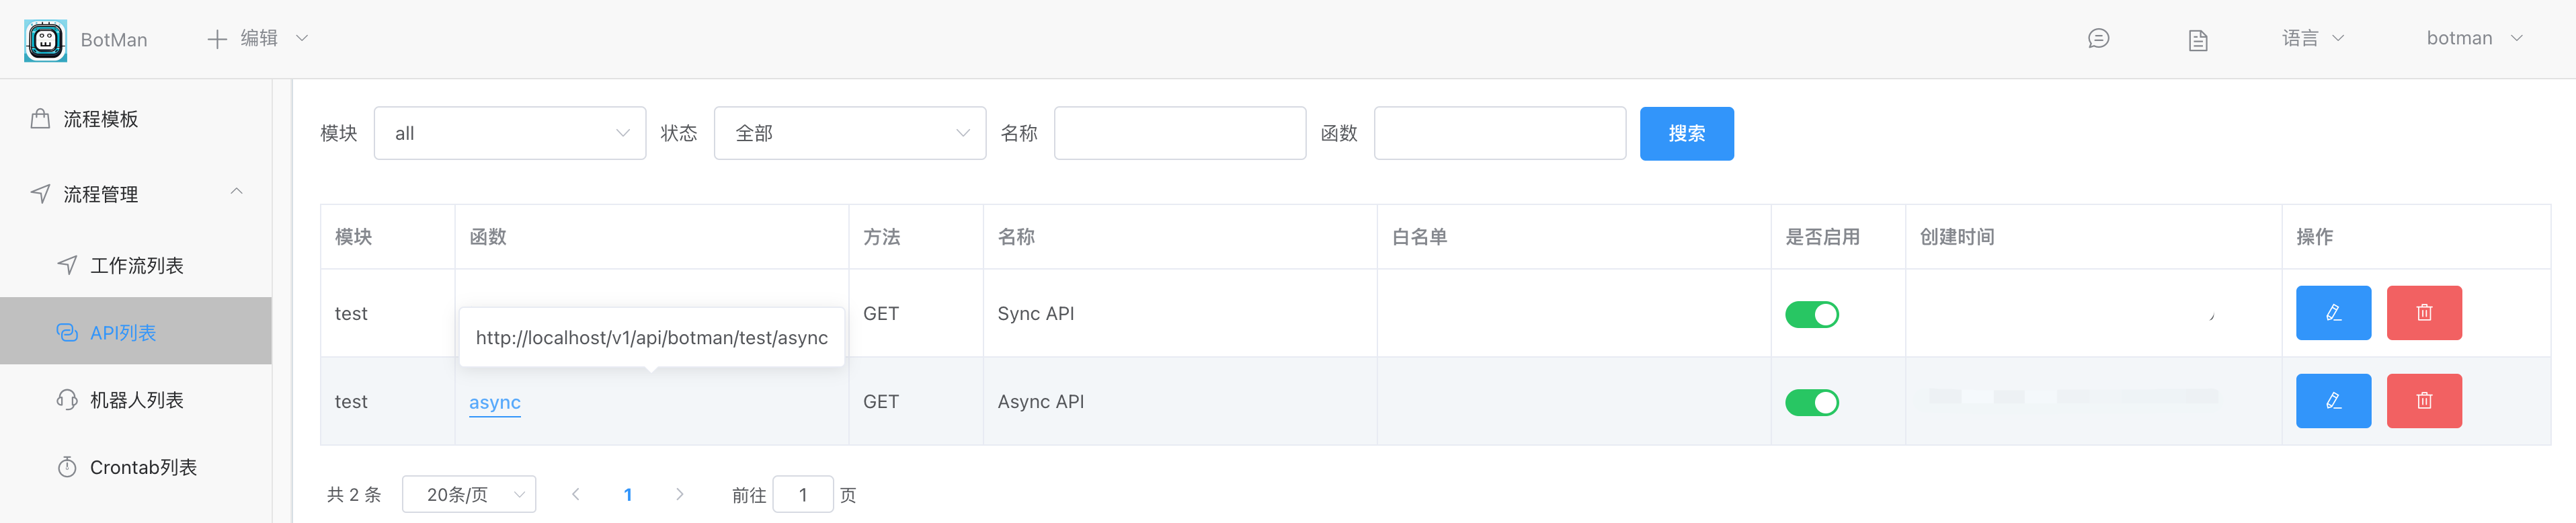 BotMan 编辑 语言 botman
流程模板
流程管理
工作流列表
API列表
机器人列表
Crontab列表
模块 all 状态 全部 名称 函数 搜索
模块 函数 方法 名称 白名单 是否启用 创建时间 操作
test GET Sync API
http://localhost/v1/api/botman/test/async
test async GET Async API
共 2 条 20条/页 1 前往 1 页